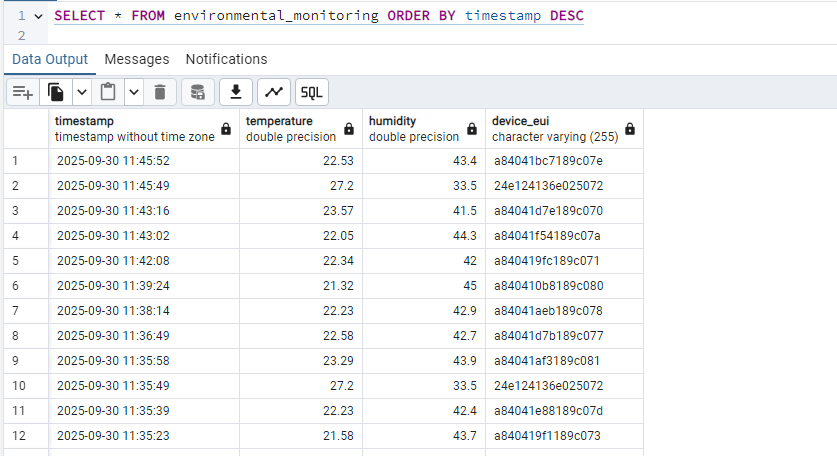 1 SELECT * FROM environmental_monitoring ORDER BY timestamp DESC
2
Data Output Messages Notifications
SQL
timestamp temperature humidity device_eui
timestamp without time zone double precision double precision character varying (255)
1 2025-09-30 11:45:52 22.53 43.4 a84041bc7189c07e
2 2025-09-30 11:45:49 27.2 33.5 24e124136e025072
3 2025-09-30 11:43:16 23.57 41.5 a84041d7e189c070
4 2025-09-30 11:43:02 22.05 44.3 a84041f54189c07a
5 2025-09-30 11:42:08 22.34 42 a840419fc189c071
6 2025-09-30 11:39:24 21.32 45 a840410b8189c080
7 2025-09-30 11:38:14 22.23 42.9 a84041aeb189c078
8 2025-09-30 11:36:49 22.58 42.7 a84041d7b189c077
9 2025-09-30 11:35:58 23.29 43.9 a84041af3189c081
10 2025-09-30 11:35:49 27.2 33.5 24e124136e025072
11 2025-09-30 11:35:39 22.23 42.4 a84041e88189c07d
12 2025-09-30 11:35:23 21.58 43.7 a840419f1189c073